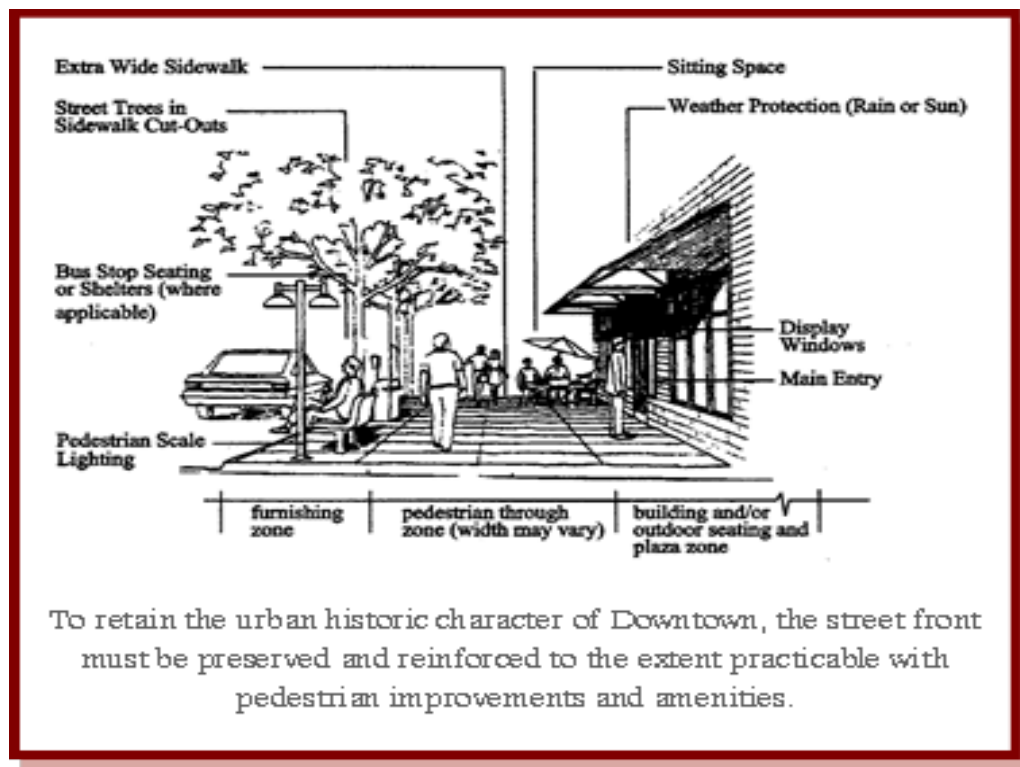 Extra Wide Sidewalk
Sitting Space
Street Trees in
Sidewalk Cut-Outs
Weather Protection (Rain or Sun)
Bus Stop Seating
or Shelters (where
applicable)
Display
Windows
Main Entry
Pedestrian Scale
Lighting
furnishing
zone
pedestrian through
zone (width may vary)
building and/or
outdoor seating and
plaza zone
To retain the urban historic character of Downtown, the street front
must be preserved and reinforced to the extent practicable with
pedestrian improvements and amenities.